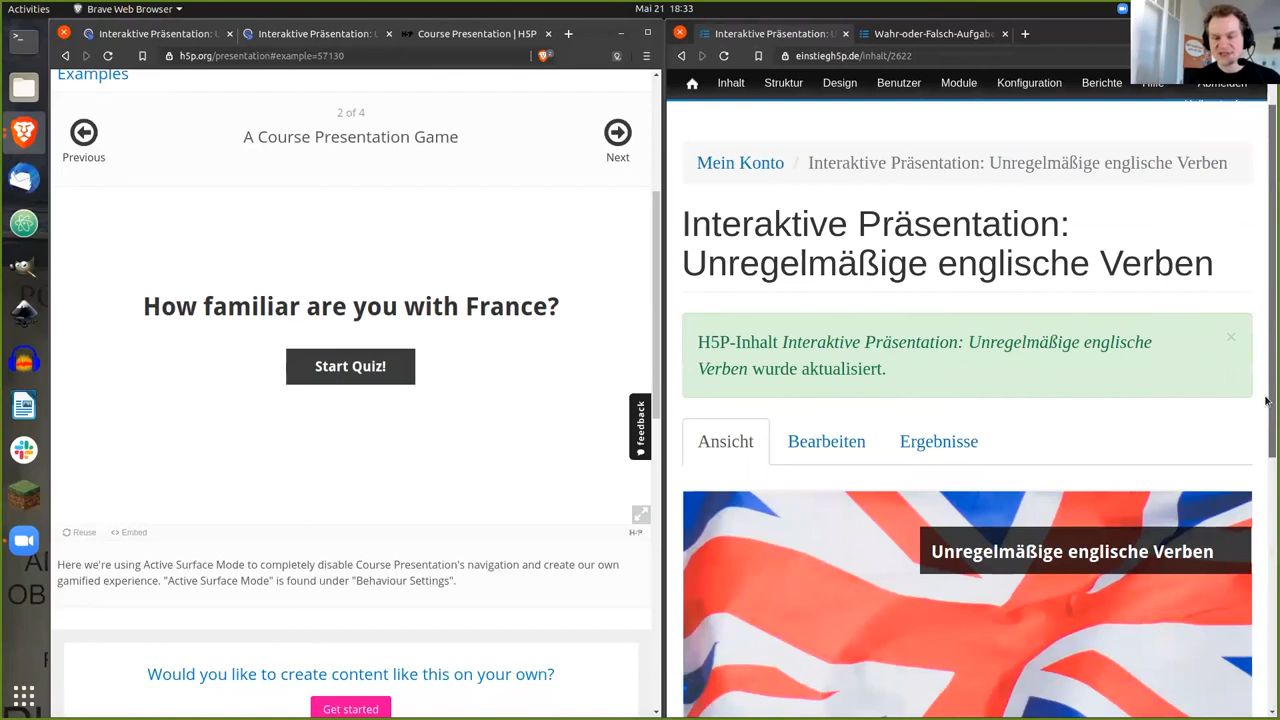 Activities
Brave Web Browser
Mai 21 18:33
Interaktive Präsentation: U
Interaktive Präsentation: U
Course Presentation | H5P
h5p.org/presentation#example=57130
2
Examples
2 of 4
A Course Presentation Game
Previous
Next
How familiar are you with France?
Start Quiz!
feedback
Reuse
<> Embed
H5P
Here we're using Active Surface Mode to completely disable Course Presentation's navigation and create our own
gamified experience. "Active Surface Mode" is found under "Behaviour Settings".
Would you like to create content like this on your own?
Get started
Interaktive Präsentation: U
Wahr-oder-Falsch-Aufgabe
einstiegh5p.de/inhalt/2622
Inhalt
Struktur
Design
Benutzer
Module
Konfiguration
Berichte
Hilfe
Abmelden
Mein Konto / Interaktive Präsentation: Unregelmäßige englische Verben
Interaktive Präsentation:
Unregelmäßige englische Verben
H5P-Inhalt Interaktive Präsentation: Unregelmäßige englische
Verben wurde aktualisiert.
Ansicht
Bearbeiten
Ergebnisse
Unregelmäßige englische Verben